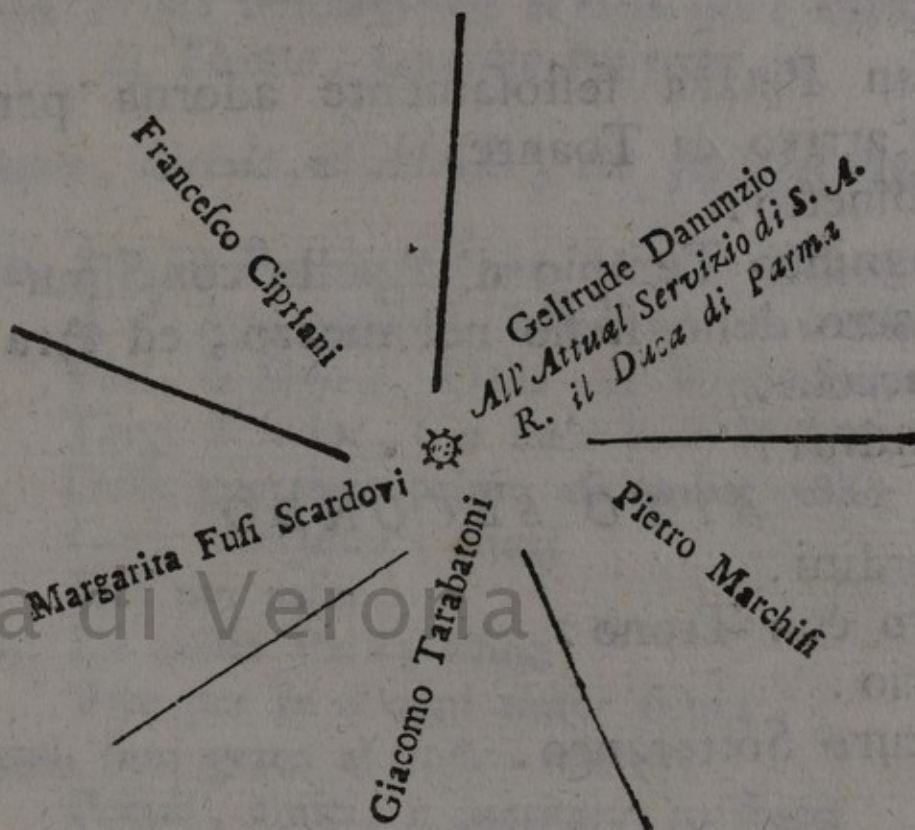 Francesco Cipriani
Geltrude Danunzio
All' Attual Servizio di S. A.
R. il Duca di Parma
Margarita Fusi Scardovi
Giacomo Tarabatoni
Pietro Marchisi
a di Verona